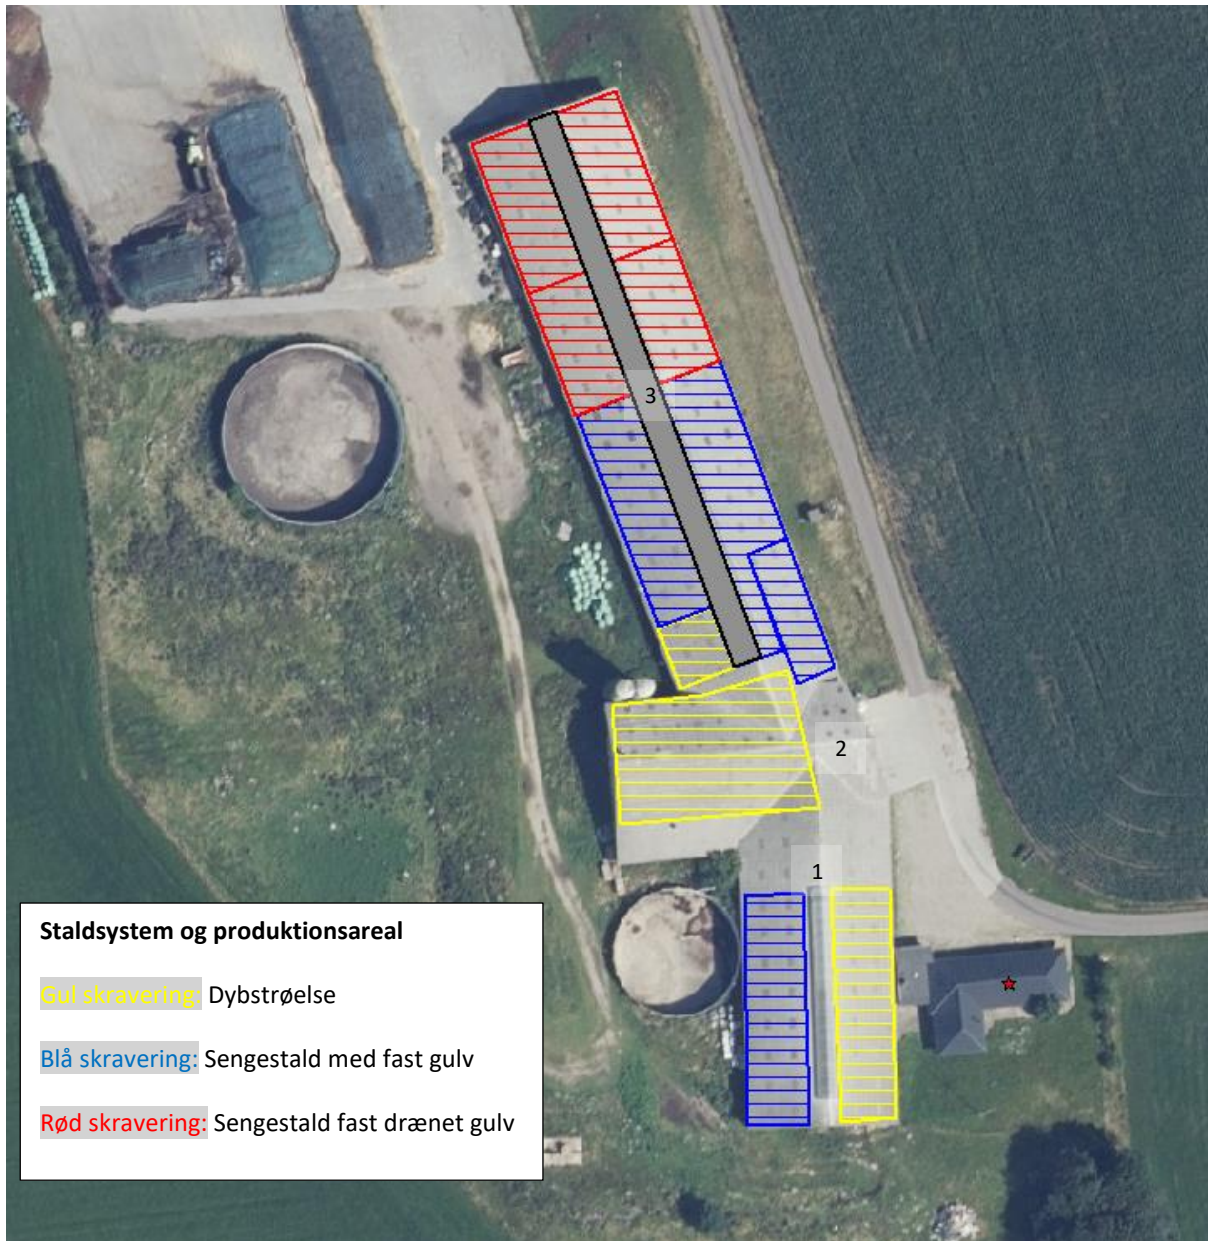 3
2
1
Staldsystem og produktionsareal
Gul skravering: Dybstrøelse
Blå skravering: Sengestald med fast gulv
Rød skravering: Sengestald fast drænet gulv